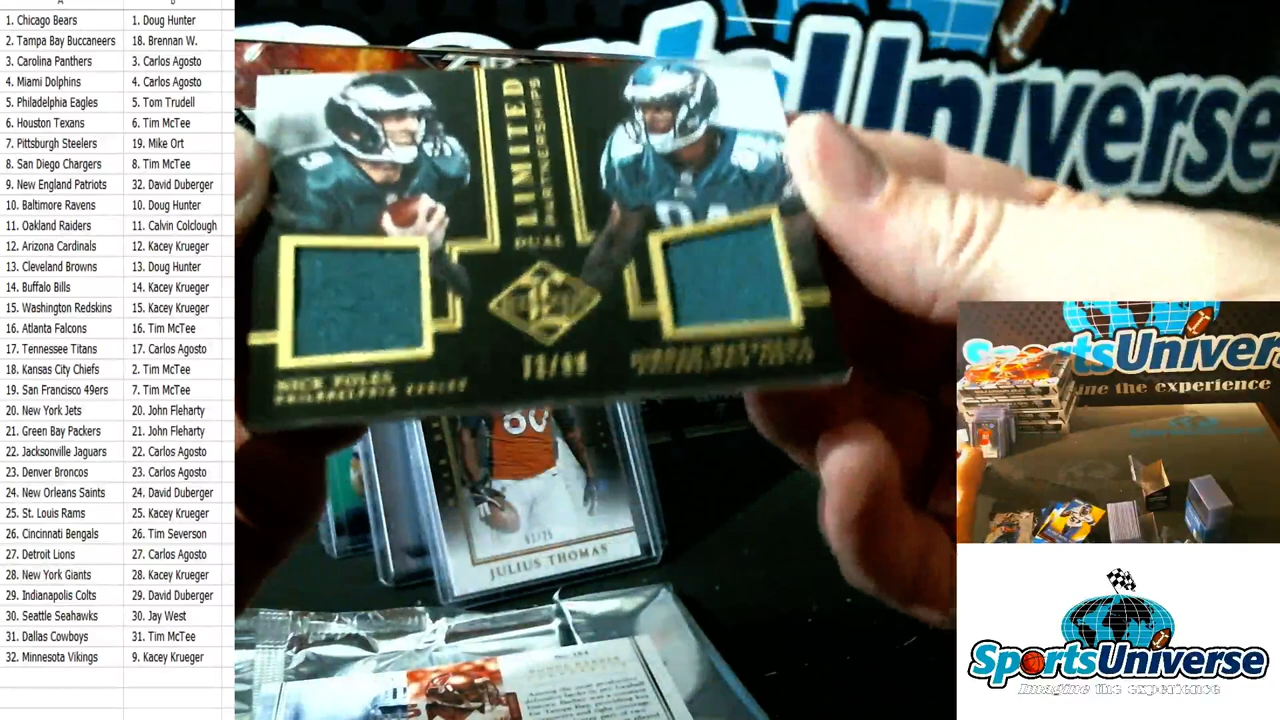 A
B
1. Chicago Bears 1. Doug Hunter
2. Tampa Bay Buccaneers 18. Brennan W.
3. Carolina Panthers 3. Carlos Agosto
4. Miami Dolphins 4. Carlos Agosto
5. Philadelphia Eagles 5. Tom Trudell
6. Houston Texans 6. Tim McTee
7. Pittsburgh Steelers 19. Mike Ort
8. San Diego Chargers 8. Tim McTee
9. New England Patriots 32. David Duberger
10. Baltimore Ravens 10. Doug Hunter
11. Oakland Raiders 11. Calvin Colclough
12. Arizona Cardinals 12. Kacey Krueger
13. Cleveland Browns 13. Doug Hunter
14. Buffalo Bills 14. Kacey Krueger
15. Washington Redskins 15. Kacey Krueger
16. Atlanta Falcons 16. Tim McTee
17. Tennessee Titans 17. Carlos Agosto
18. Kansas City Chiefs 2. Tim McTee
19. San Francisco 49ers 7. Tim McTee
20. New York Jets 20. John Fleharty
21. Green Bay Packers 21. John Fleharty
22. Jacksonville Jaguars 22. Carlos Agosto
23. Denver Broncos 23. Carlos Agosto
24. New Orleans Saints 24. David Duberger
25. St. Louis Rams 25. Kacey Krueger
26. Cincinnati Bengals 26. Tim Severson
27. Detroit Lions 27. Carlos Agosto
28. New York Giants 28. Kacey Krueger
29. Indianapolis Colts 29. David Duberger
30. Seattle Seahawks 30. Jay West
31. Dallas Cowboys 31. Tim McTee
32. Minnesota Vikings 9. Kacey Krueger
Universe
LIMITED
PARTNERSHIPS
DUAL
NICK FOLES
PHILADELPHIA EAGLES
80
JULIUS THOMAS
tsUniver
ine the experience
SportsUniverse
Imagine the experience